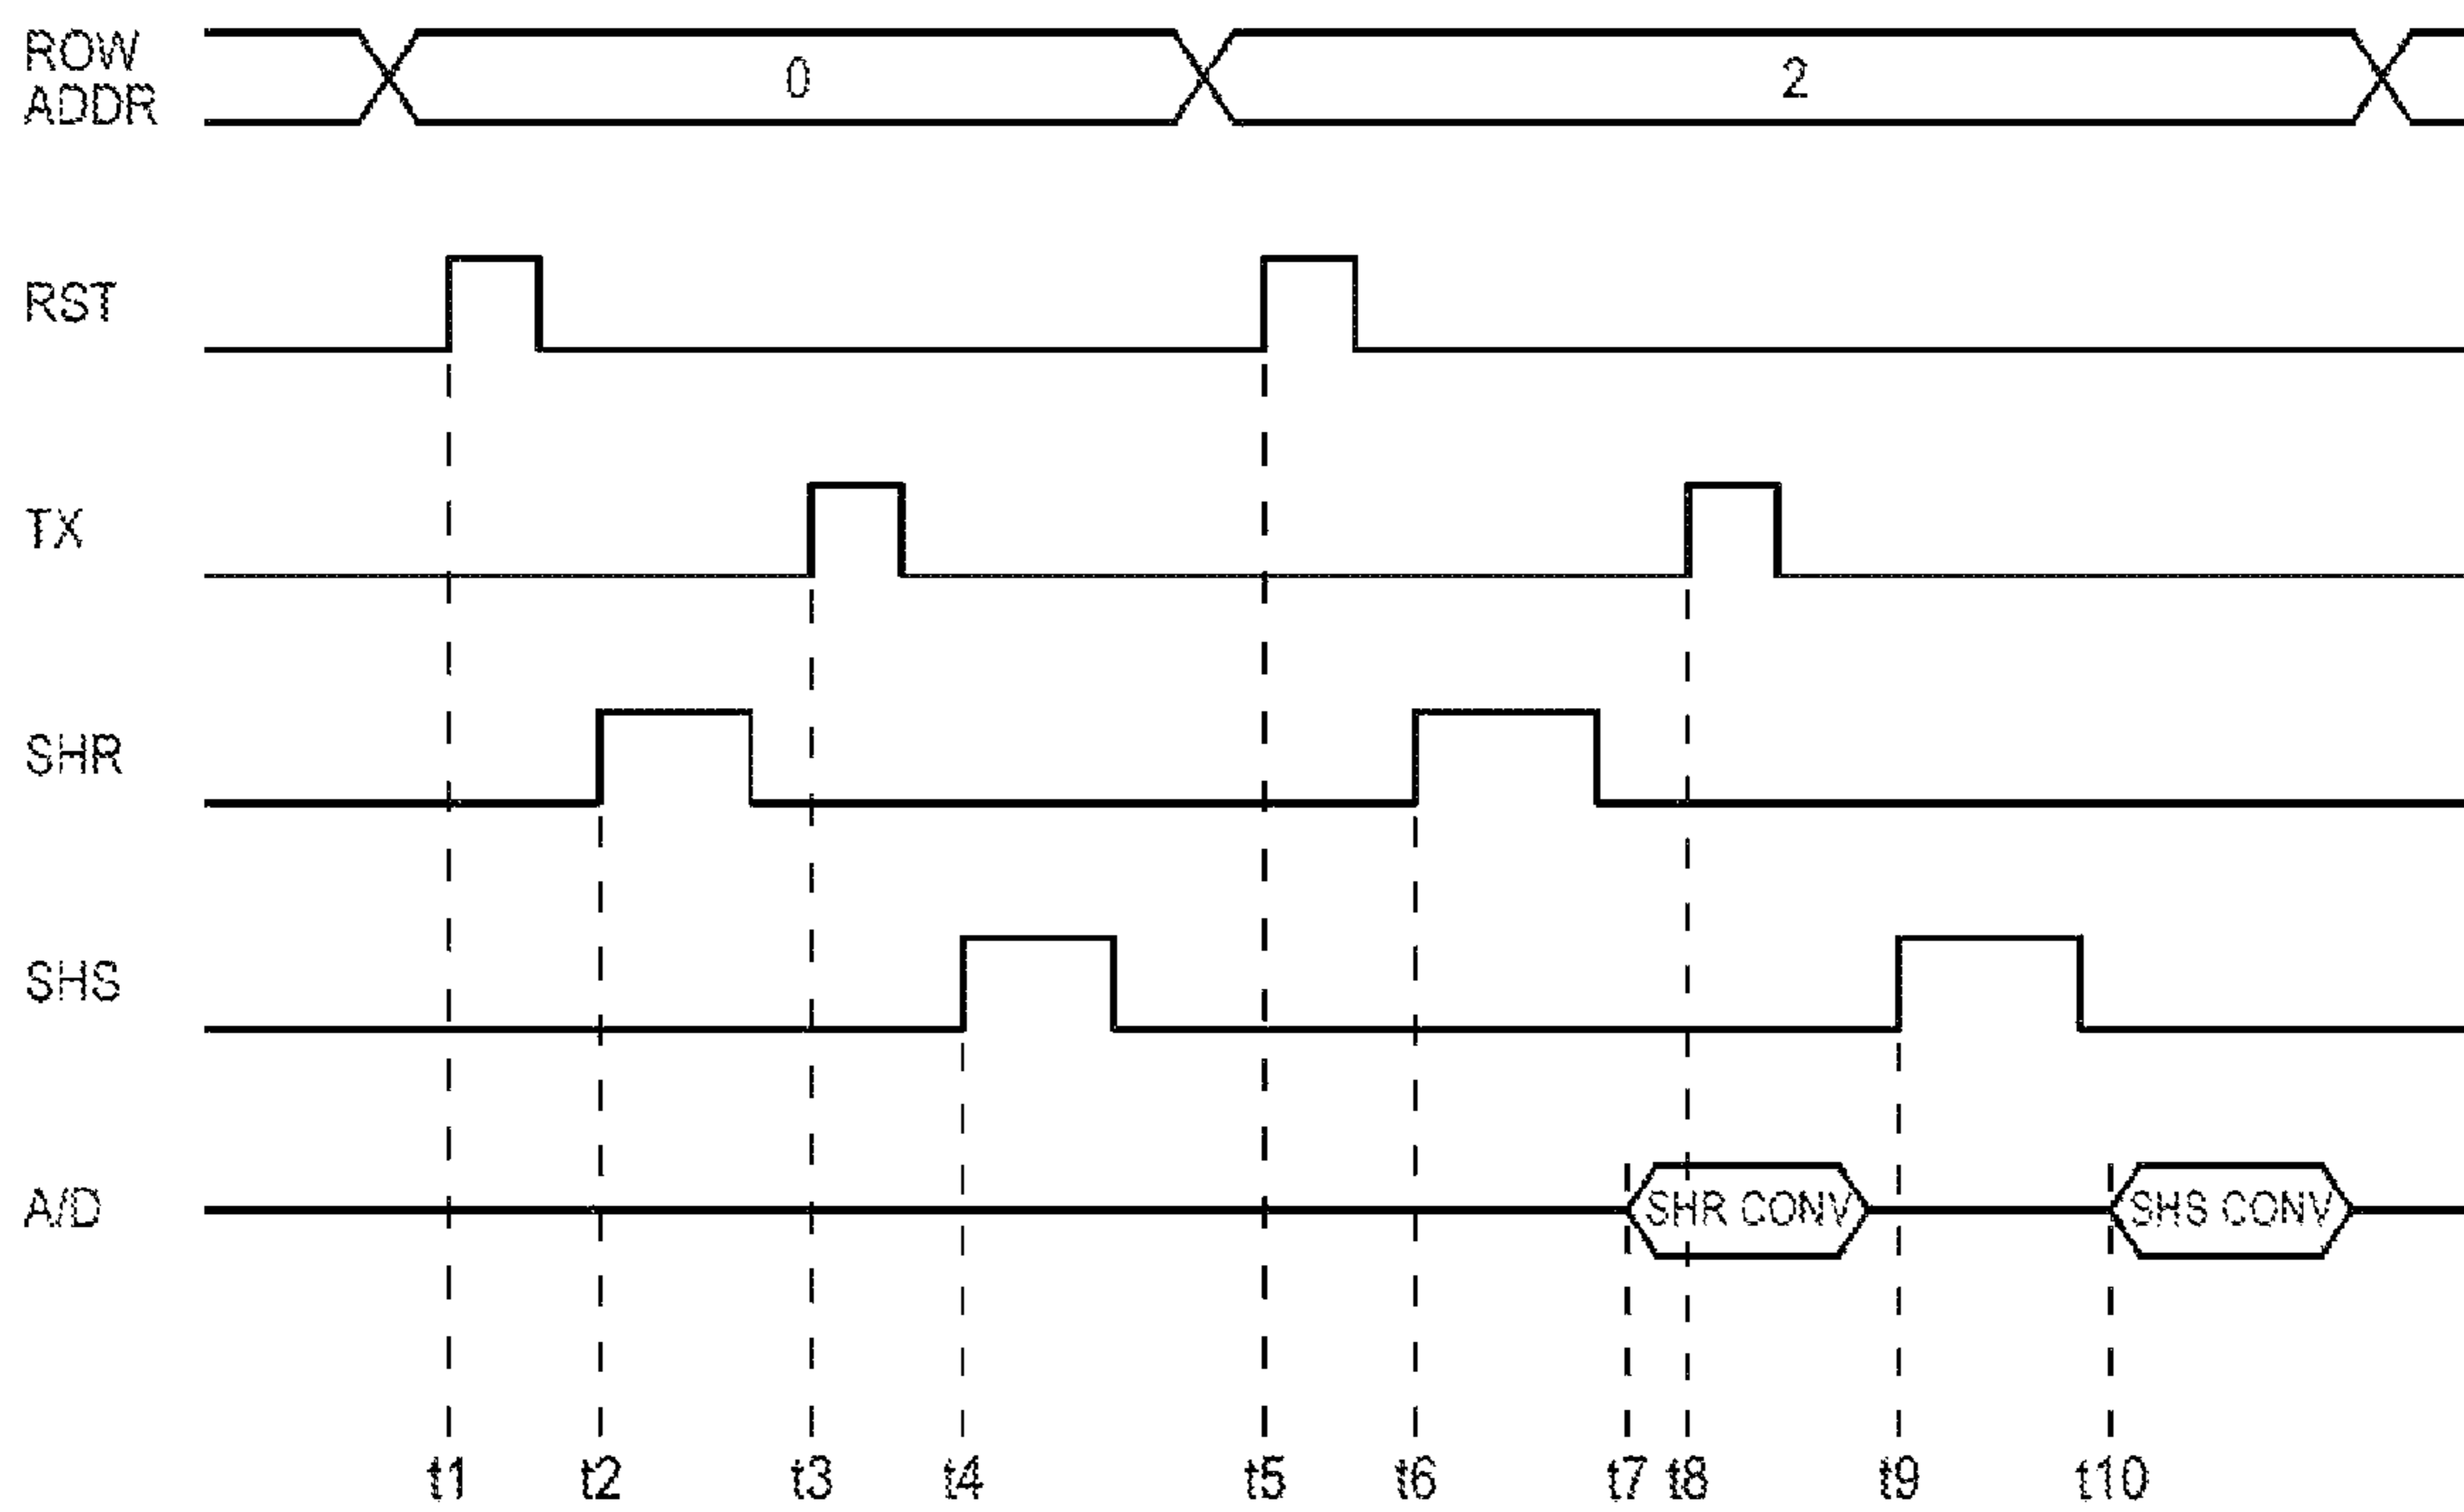 ROW
ADDR
0
2
RST
TX
SHR
SHS
A/D
SHR CONV
SHS CONV
t1
t2
t3
t4
t5
t6
t7
t8
t9
t10